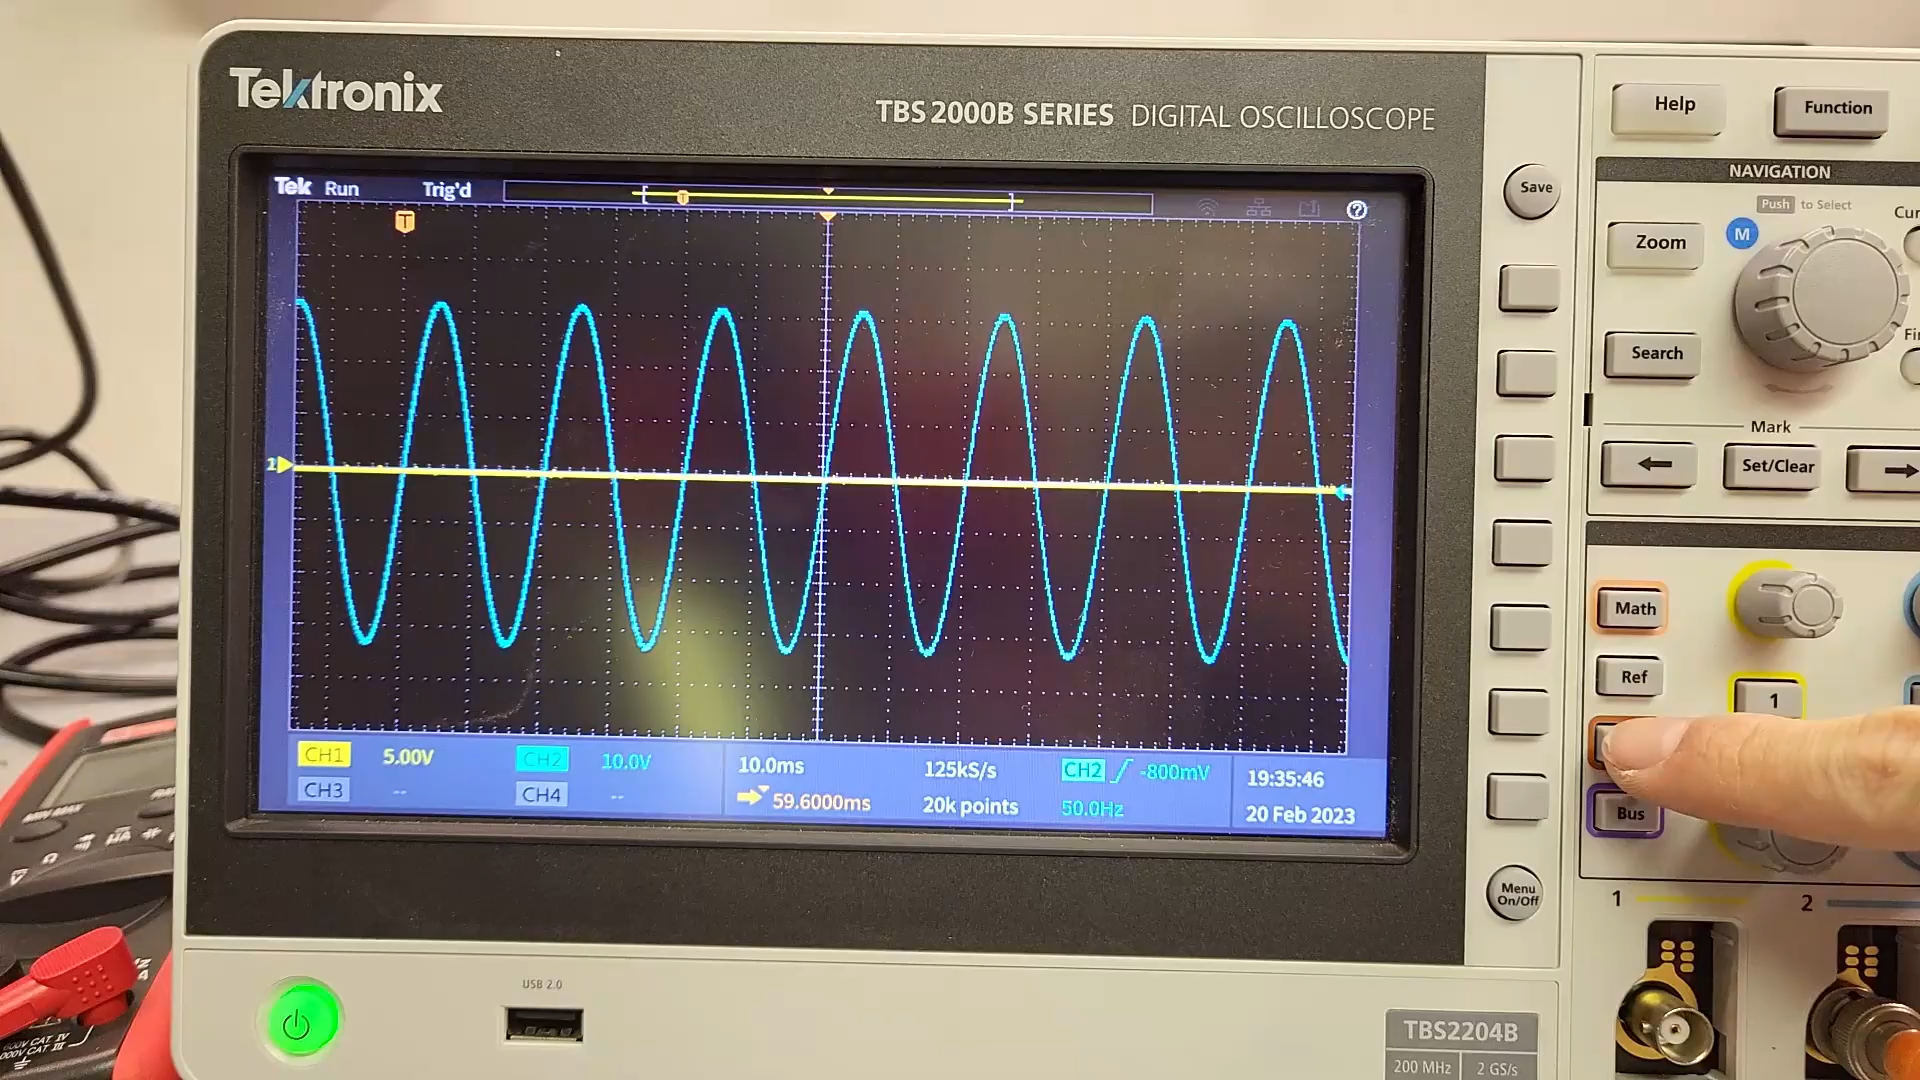 Tektronix
TBS 2000B SERIES DIGITAL OSCILLOSCOPE
Help
Function
Tek Run Trig'd
T
T
?
Save
NAVIGATION
Push to Select
M
Zoom
Search
Mark
Set/Clear
1
Math
Ref
1
Bus
CH1 5.00V CH2 10.0V
CH3 -- CH4 --
10.0ms 125kS/s
59.6000ms 20k points
CH2 -800mV
50.0Hz
19:35:46
20 Feb 2023
Menu
On/Off
1
2
USB 2.0
TBS2204B
200 MHz 2 GS/s